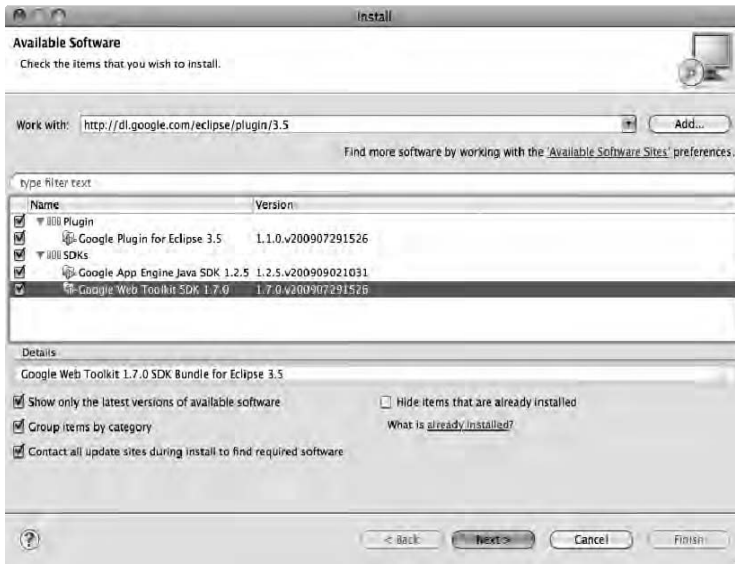 Install
Available Software
Check the items that you wish to install.
Work with: http://dl.google.com/eclipse/plugin/3.5 Add...
Find more software by working with the 'Available Software Sites' preferences.
type filter text
Name Version
Plugin
Google Plugin for Eclipse 3.5 1.1.0.v200907291526
SDKs
Google App Engine Java SDK 1.2.5 1.2.5.v200909021031
Google Web Toolkit SDK 1.7.0 1.7.0.v200907291526
Details
Google Web Toolkit 1.7.0 SDK Bundle for Eclipse 3.5
Show only the latest versions of available software Hide items that are already installed
Group items by category What is already installed?
Contact all update sites during install to find required software
? < Back Next > Cancel Finish